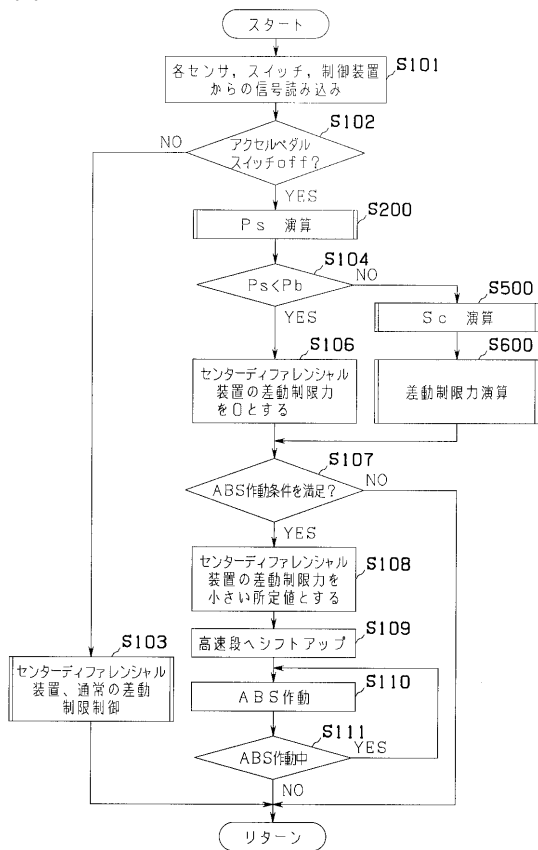 スタート
各センサ，スイッチ，制御装置
からの信号読み込み
S101
S102
アクセルペダル
スイッチoff？
NO
YES
S200
Ps 演算
S104
Ps<Pb
NO
YES
S500
Sc 演算
S106
センターディファレンシャル
装置の差動制限力
を0とする
S600
差動制限力演算
S107
ABS作動条件を満足？
NO
YES
センターディファレンシャル
装置の差動制限力を
小さい所定値とする
S108
高速段へシフトアップ
S109
S103
センターディファレンシャル
装置、通常の差動
制限制御
ABS作動
S110
S111
ABS作動中
YES
NO
リターン